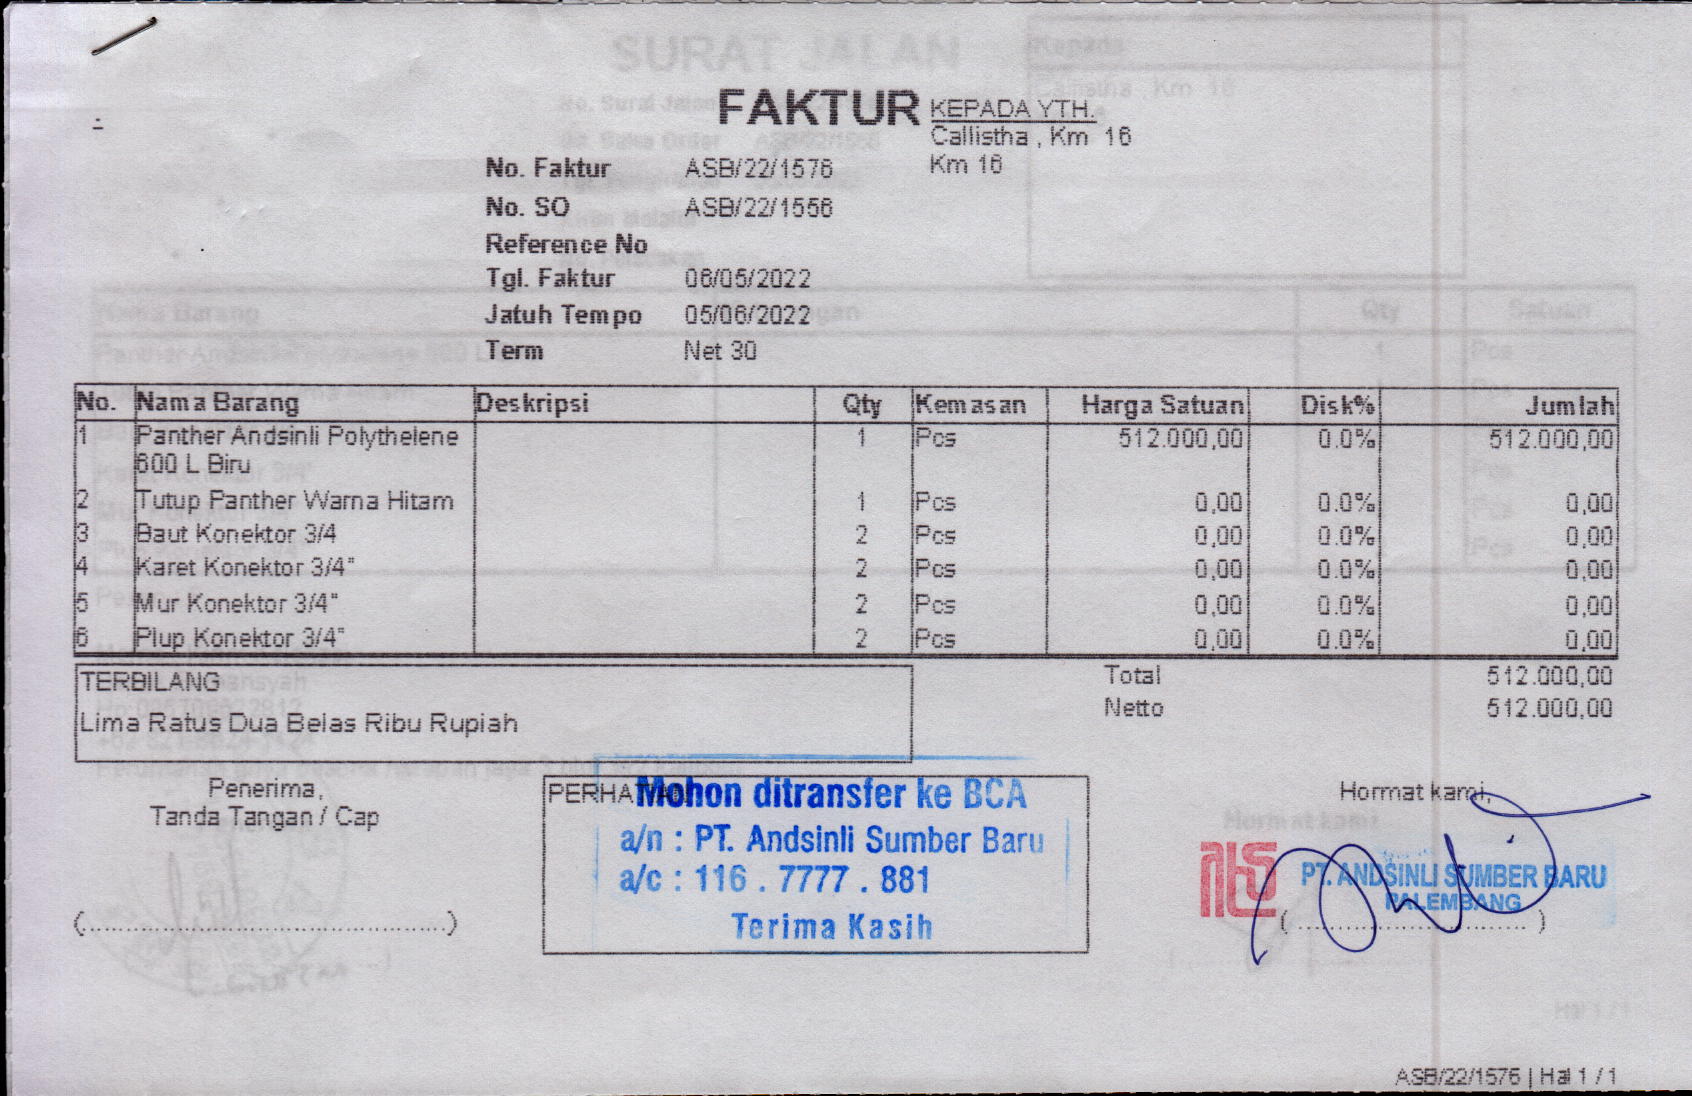 SURAT JALAN
Kepada
FAKTUR
KEPADA YTH.
Callistha , Km 16
Km 16
No. Faktur ASB/22/1576
No. SO ASB/22/1556
Reference No
Tgl. Faktur 06/05/2022
Jatuh Tempo 05/06/2022
Term Net 30
No. Nama Barang Deskripsi Qty Kemasan Harga Satuan Disk% Jumlah
1 Panther Andsinli Polythelene 1 Pcs 512.000,00 0.0% 512.000,00
600 L Biru
2 Tutup Panther Warna Hitam 1 Pcs 0,00 0.0% 0,00
3 Baut Konektor 3/4 2 Pcs 0,00 0.0% 0,00
4 Karet Konektor 3/4" 2 Pcs 0,00 0.0% 0,00
5 Mur Konektor 3/4" 2 Pcs 0,00 0.0% 0,00
6 Plup Konektor 3/4" 2 Pcs 0,00 0.0% 0,00
TERBILANG
Lima Ratus Dua Belas Ribu Rupiah
Total 512.000,00
Netto 512.000,00
Penerima,
Tanda Tangan / Cap
(..................................................)
PERHA
Mohon ditransfer ke BCA
a/n : PT. Andsinli Sumber Baru
a/c : 116 . 7777 . 881
Terima Kasih
Hormat kami,
PT. ANDSINLI SUMBER BARU
PALEMBANG
(................................)
ASB/22/1576 | Hal 1 / 1